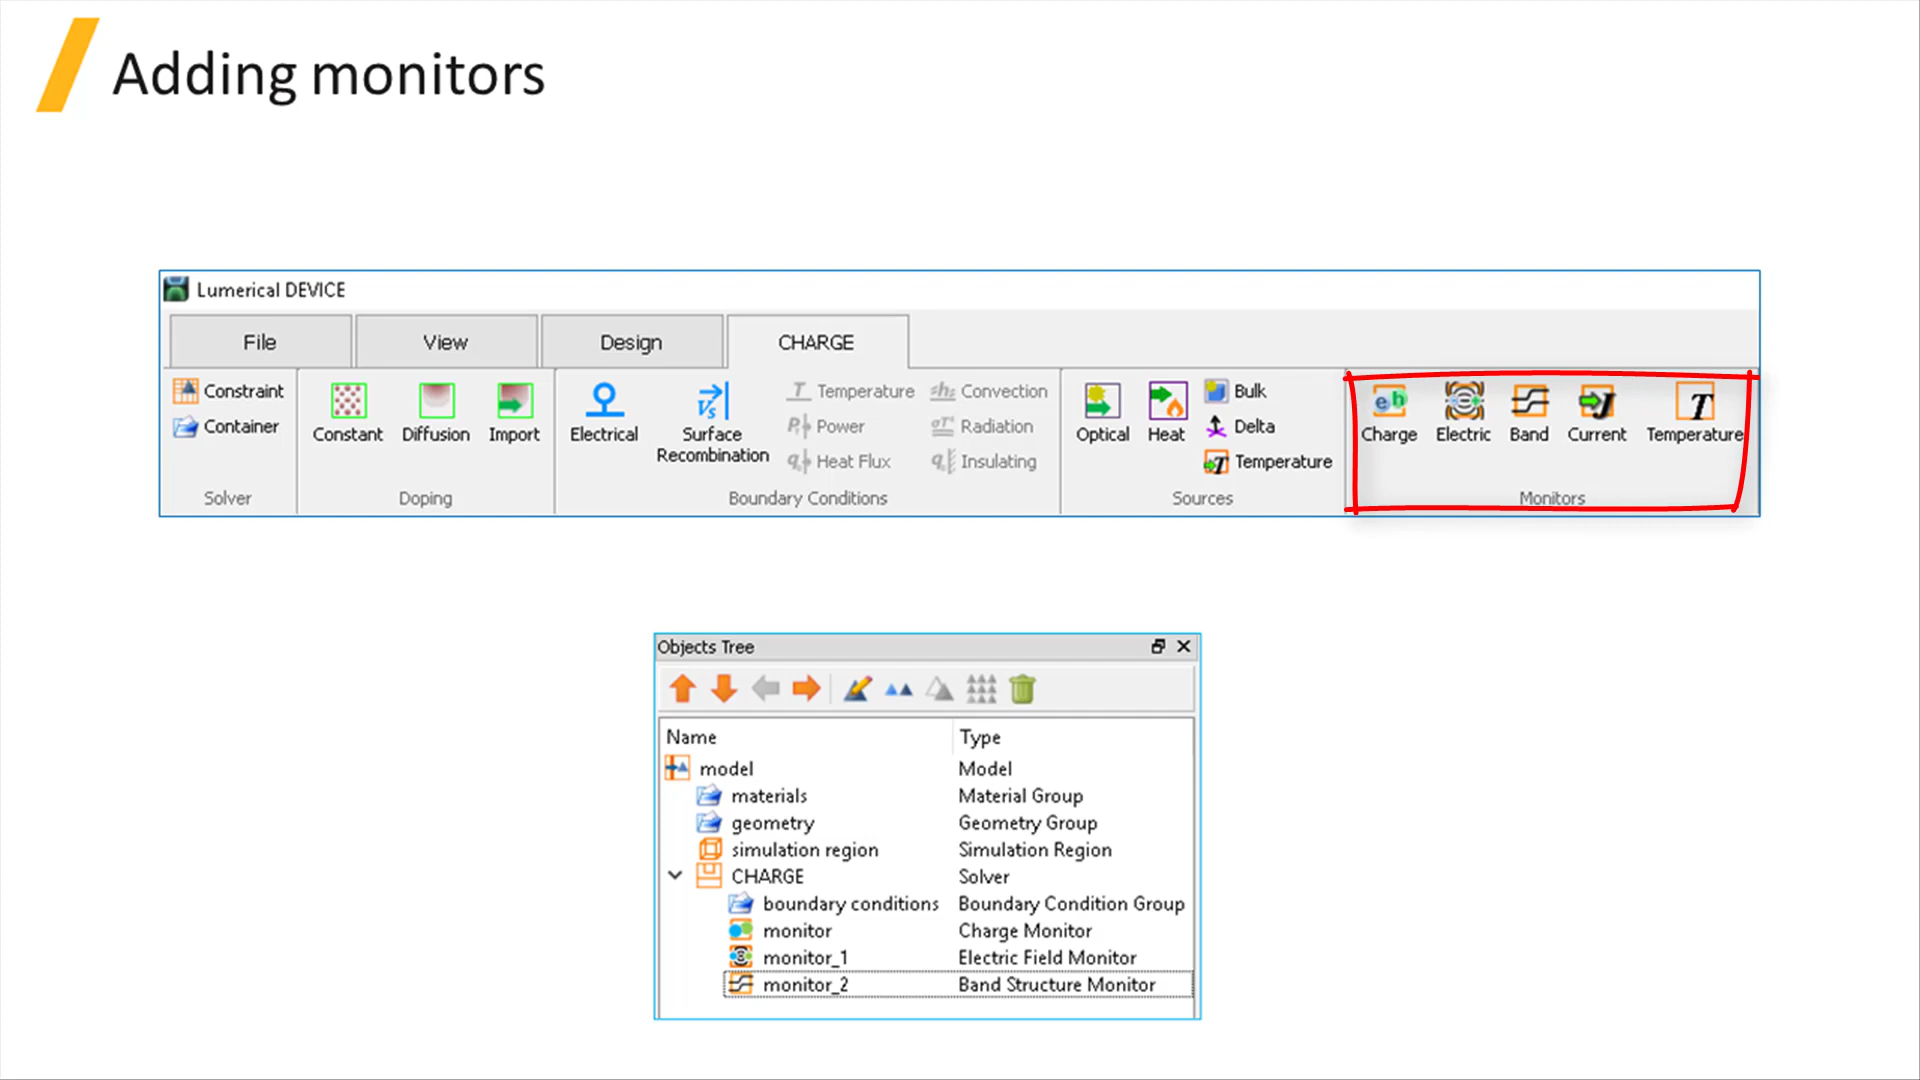 Adding monitors
Lumerical DEVICE
File View Design CHARGE
Constraint
Container
Solver
Constant Diffusion Import
Doping
Electrical Surface Recombination
Temperature Convection
Power Radiation
Heat Flux Insulating
Boundary Conditions
Optical Heat
Bulk
Delta
Temperature
Sources
Charge Electric Band Current Temperature
Monitors
Objects Tree
Name Type
model Model
materials Material Group
geometry Geometry Group
simulation region Simulation Region
CHARGE Solver
boundary conditions Boundary Condition Group
monitor Charge Monitor
monitor_1 Electric Field Monitor
monitor_2 Band Structure Monitor